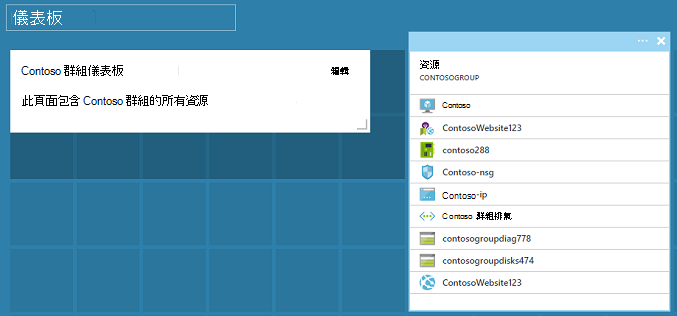 儀表板
Contoso 群組儀表板
編輯
此頁面包含 Contoso 群組的所有資源
資源
CONTOSOGROUP
Contoso
ContosoWebsite123
contoso288
Contoso-nsg
Contoso-ip
Contoso 群組排氣
contosogroupdiag778
contosogroupdisks474
ContosoWebsite123